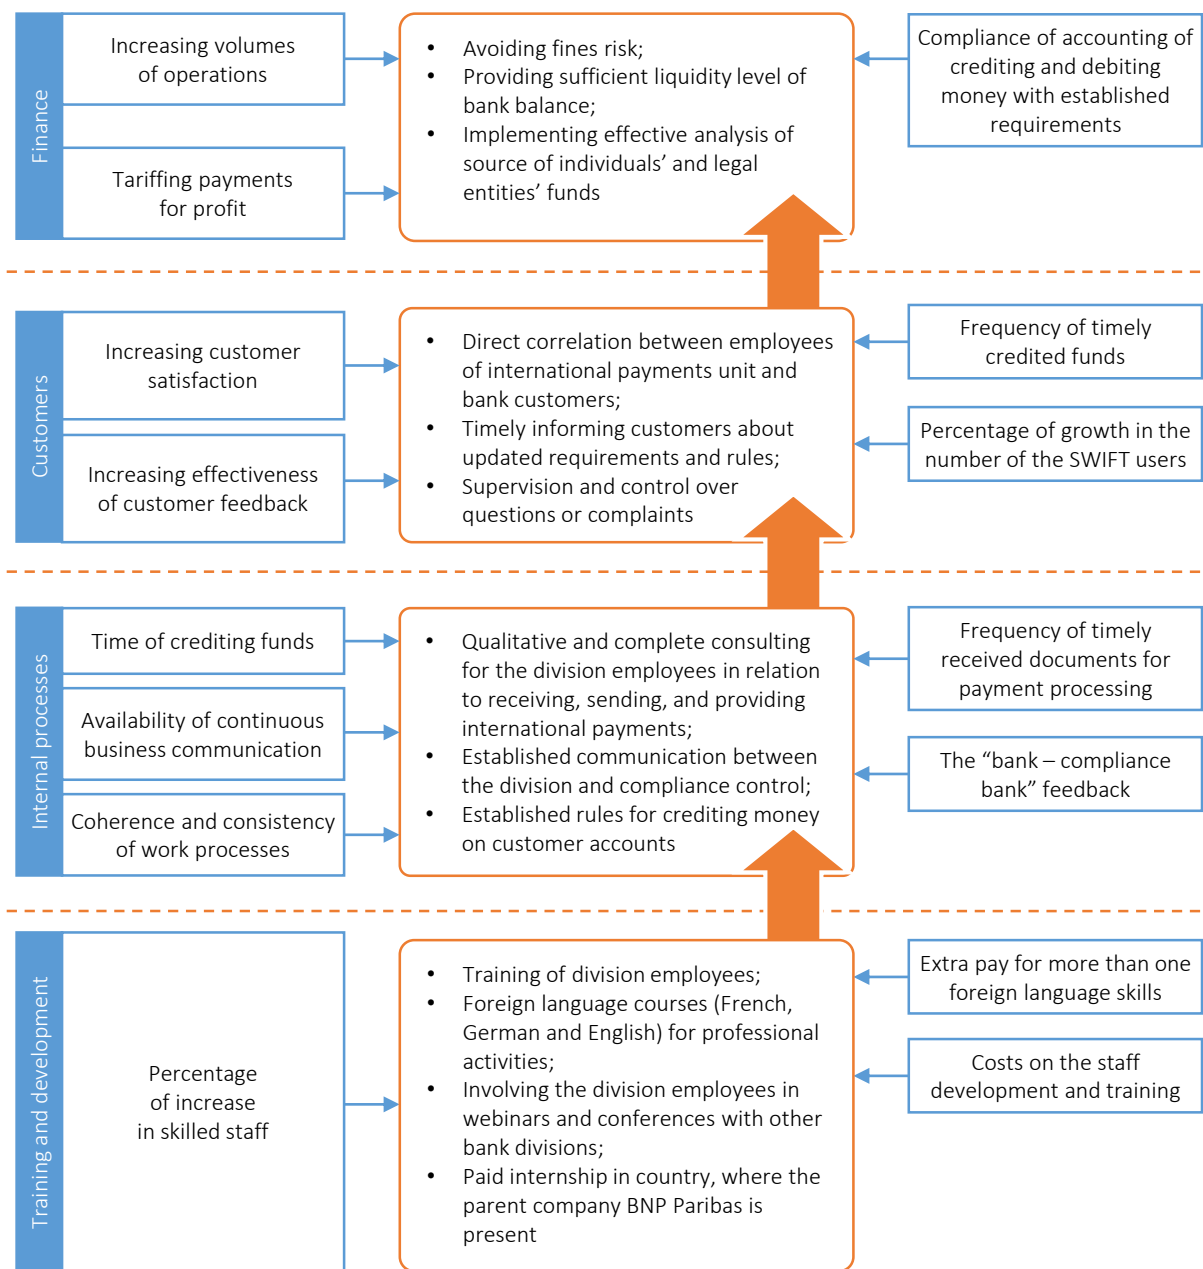 Finance
Increasing volumes
of operations
Tariffing payments
for profit
• Avoiding fines risk;
• Providing sufficient liquidity level of
bank balance;
• Implementing effective analysis of
source of individuals’ and legal
entities’ funds
Compliance of accounting of
crediting and debiting
money with established
requirements
Customers
Increasing customer
satisfaction
Increasing effectiveness
of customer feedback
• Direct correlation between employees
of international payments unit and
bank customers;
• Timely informing customers about
updated requirements and rules;
• Supervision and control over
questions or complaints
Frequency of timely
credited funds
Percentage of growth in the
number of the SWIFT users
Internal processes
Time of crediting funds
Availability of continuous
business communication
Coherence and consistency
of work processes
• Qualitative and complete consulting
for the division employees in relation
to receiving, sending, and providing
international payments;
• Established communication between
the division and compliance control;
• Established rules for crediting money
on customer accounts
Frequency of timely
received documents for
payment processing
The “bank – compliance
bank” feedback
Training and development
Percentage
of increase
in skilled staff
• Training of division employees;
• Foreign language courses (French,
German and English) for professional
activities;
• Involving the division employees in
webinars and conferences with other
bank divisions;
• Paid internship in country, where the
parent company BNP Paribas is
present
Extra pay for more than one
foreign language skills
Costs on the staff
development and training